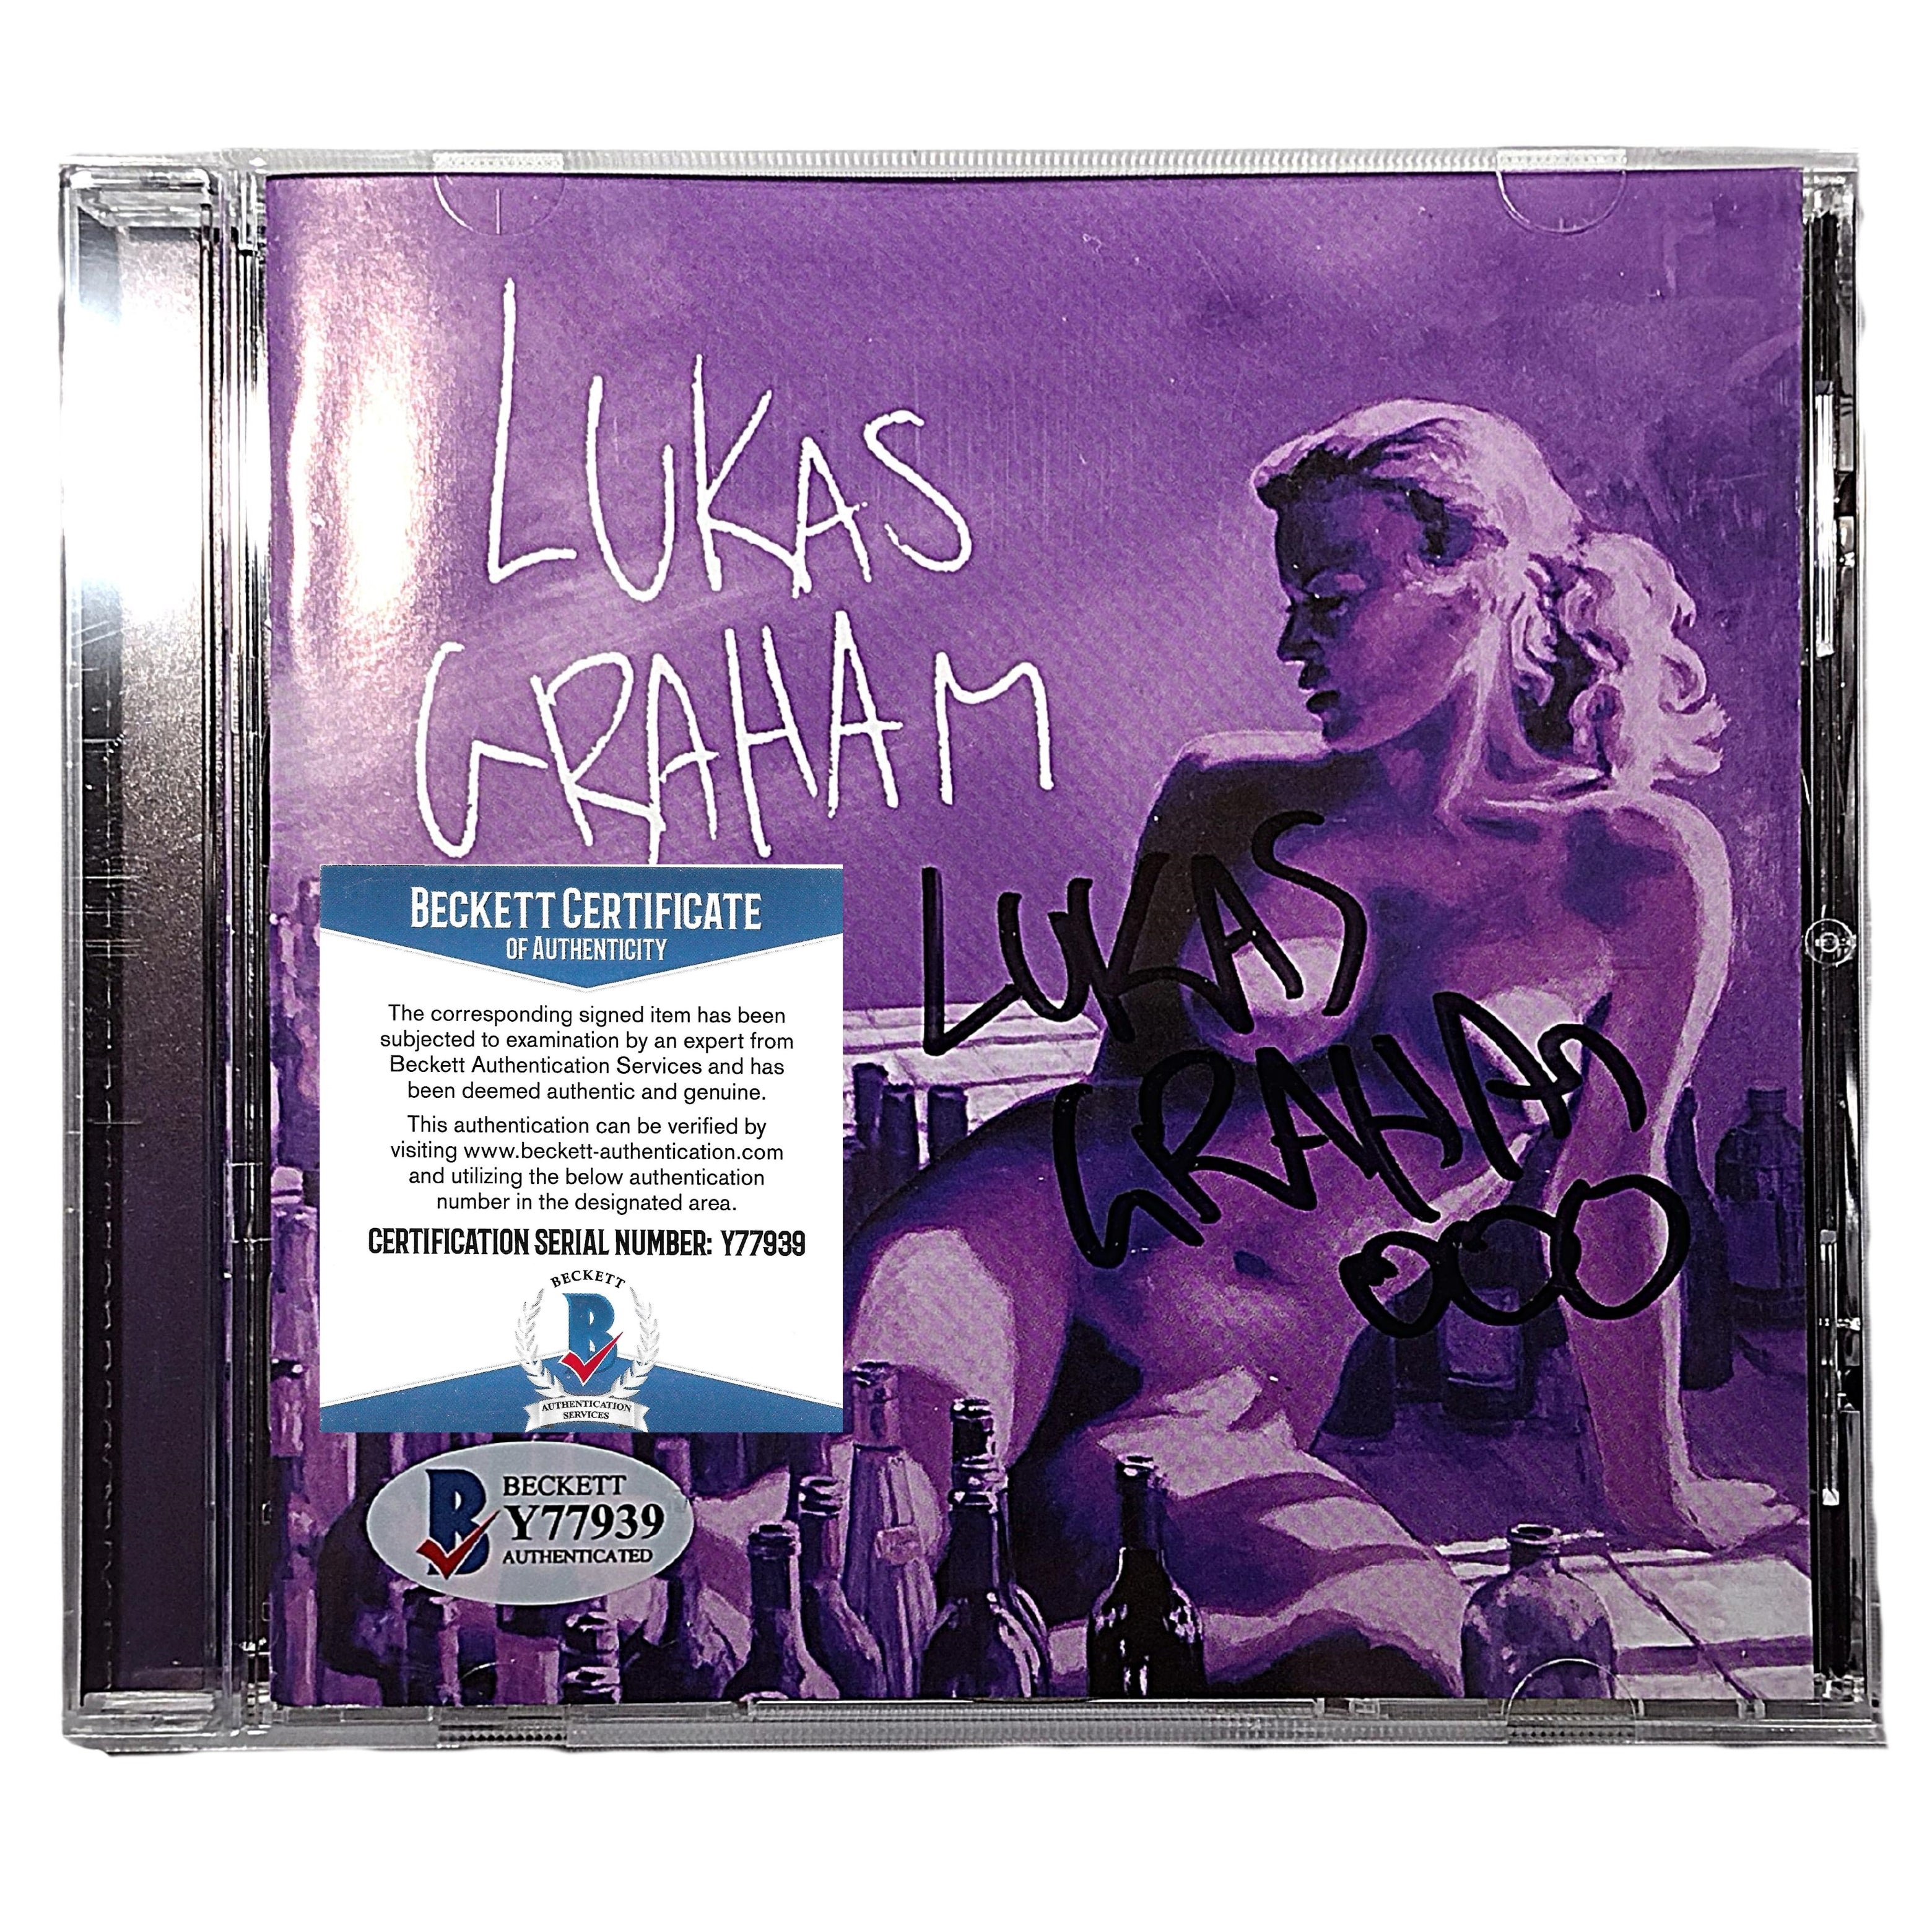 LUKAS
GRAHAM
LUKAS
GRAHAM
BECKETT CERTIFICATE
OF AUTHENTICITY
The corresponding signed item has been
subjected to examination by an expert from
Beckett Authentication Services and has
been deemed authentic and genuine.
This authentication can be verified by
visiting www.beckett-authentication.com
and utilizing the below authentication
number in the designated area.
CERTIFICATION SERIAL NUMBER: Y77939
BECKETT
B
AUTHENTICATION
SERVICES
B
BECKETT
Y77939
AUTHENTICATED